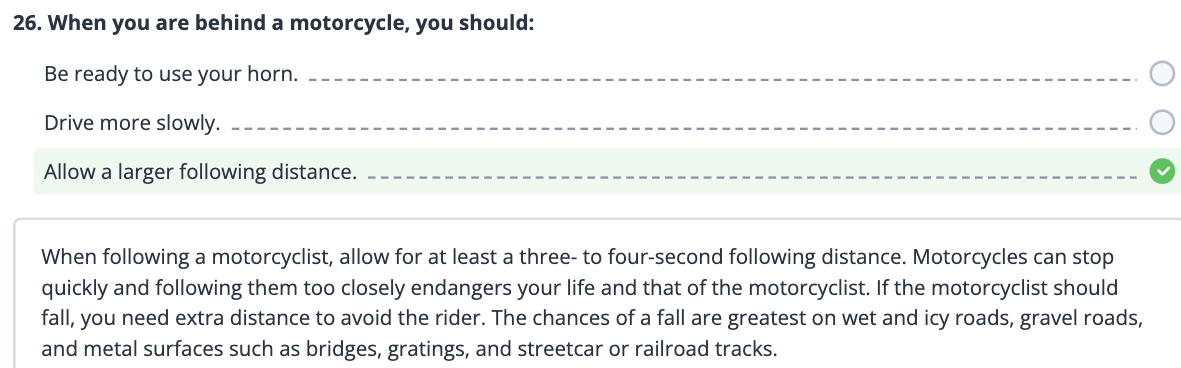 26. When you are behind a motorcycle, you should:
Be ready to use your horn.
Drive more slowly.
Allow a larger following distance.
When following a motorcyclist, allow for at least a three- to four-second following distance. Motorcycles can stop
quickly and following them too closely endangers your life and that of the motorcyclist. If the motorcyclist should
fall, you need extra distance to avoid the rider. The chances of a fall are greatest on wet and icy roads, gravel roads,
and metal surfaces such as bridges, gratings, and streetcar or railroad tracks.